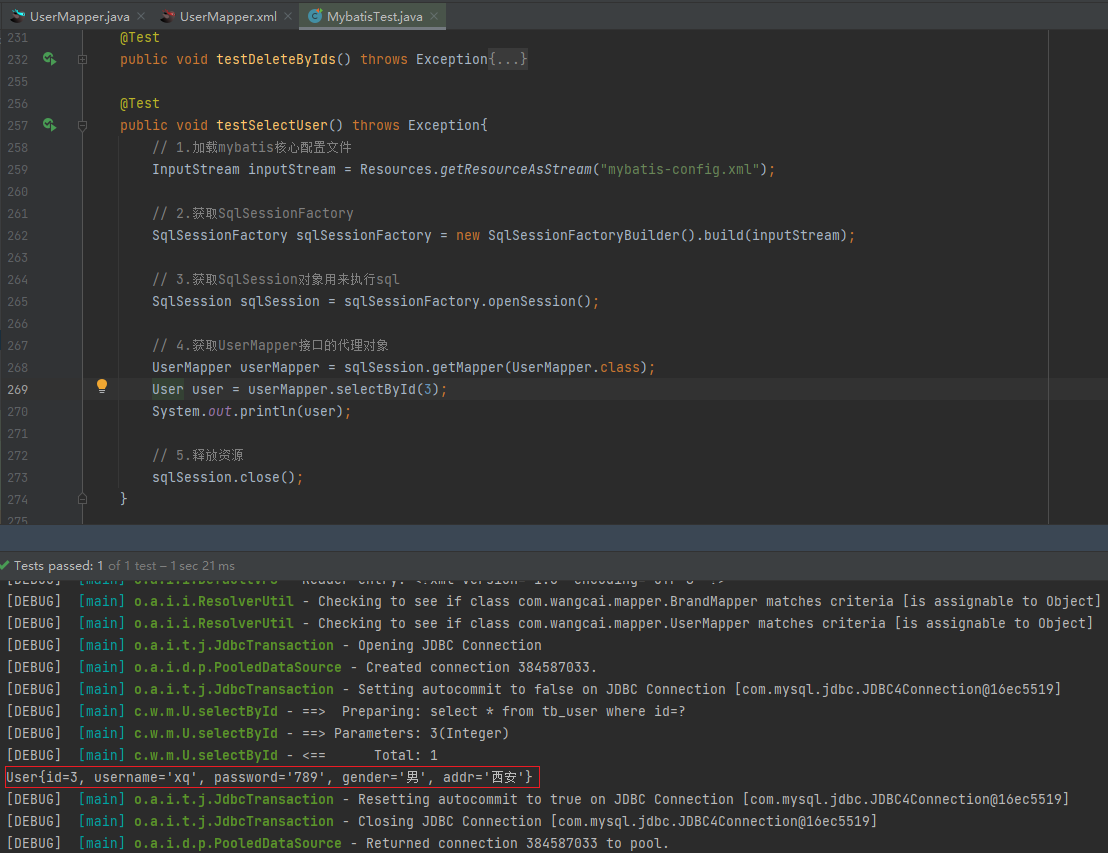 UserMapper.java × UserMapper.xml × MybatisTest.java ×
231 @Test
232 public void testDeleteByIds() throws Exception{...}
255
256 @Test
257 public void testSelectUser() throws Exception{
258 // 1.加载mybatis核心配置文件
259 InputStream inputStream = Resources.getResourceAsStream("mybatis-config.xml");
260
261 // 2.获取SqlSessionFactory
262 SqlSessionFactory sqlSessionFactory = new SqlSessionFactoryBuilder().build(inputStream);
263
264 // 3.获取SqlSession对象用来执行sql
265 SqlSession sqlSession = sqlSessionFactory.openSession();
266
267 // 4.获取UserMapper接口的代理对象
268 UserMapper userMapper = sqlSession.getMapper(UserMapper.class);
269 User user = userMapper.selectById(3);
270 System.out.println(user);
271
272 // 5.释放资源
273 sqlSession.close();
274 }
275
Tests passed: 1 of 1 test – 1 sec 21 ms
[DEBUG] [main] o.a.i.i.DefaultVFS - Reader entry: <?xml version="1.0" encoding="UTF-8" ?>
[DEBUG] [main] o.a.i.i.ResolverUtil - Checking to see if class com.wangcai.mapper.BrandMapper matches criteria [is assignable to Object]
[DEBUG] [main] o.a.i.i.ResolverUtil - Checking to see if class com.wangcai.mapper.UserMapper matches criteria [is assignable to Object]
[DEBUG] [main] o.a.i.t.j.JdbcTransaction - Opening JDBC Connection
[DEBUG] [main] o.a.i.d.p.PooledDataSource - Created connection 384587033.
[DEBUG] [main] o.a.i.t.j.JdbcTransaction - Setting autocommit to false on JDBC Connection [com.mysql.jdbc.JDBC4Connection@16ec5519]
[DEBUG] [main] c.w.m.U.selectById - ==> Preparing: select * from tb_user where id=?
[DEBUG] [main] c.w.m.U.selectById - ==> Parameters: 3(Integer)
[DEBUG] [main] c.w.m.U.selectById - <== Total: 1
User{id=3, username='xq', password='789', gender='男', addr='西安'}
[DEBUG] [main] o.a.i.t.j.JdbcTransaction - Resetting autocommit to true on JDBC Connection [com.mysql.jdbc.JDBC4Connection@16ec5519]
[DEBUG] [main] o.a.i.t.j.JdbcTransaction - Closing JDBC Connection [com.mysql.jdbc.JDBC4Connection@16ec5519]
[DEBUG] [main] o.a.i.d.p.PooledDataSource - Returned connection 384587033 to pool.